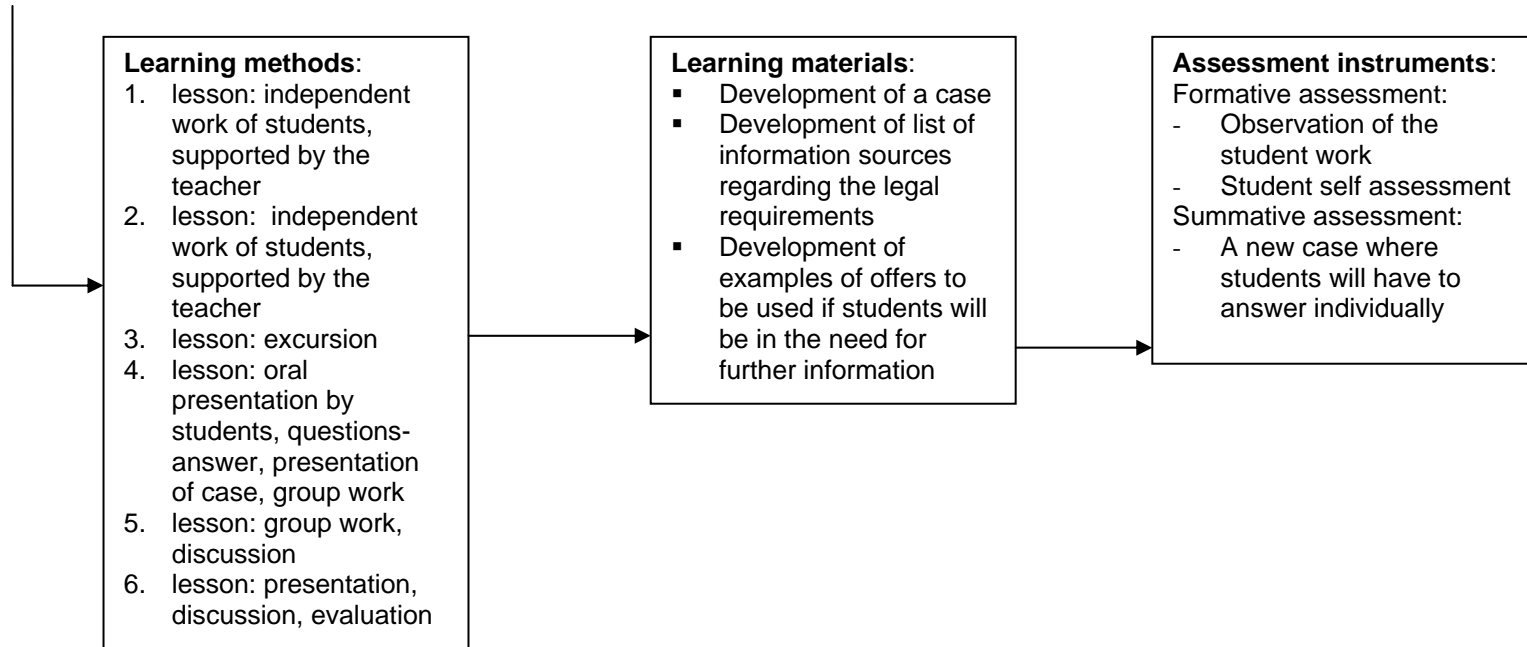 Learning methods:
1. lesson: independent
work of students,
supported by the
teacher
2. lesson: independent
work of students,
supported by the
teacher
3. lesson: excursion
4. lesson: oral
presentation by
students, questions-
answer, presentation
of case, group work
5. lesson: group work,
discussion
6. lesson: presentation,
discussion, evaluation
Learning materials:
▪ Development of a case
▪ Development of list of
information sources
regarding the legal
requirements
▪ Development of
examples of offers to
be used if students will
be in the need for
further information
Assessment instruments:
Formative assessment:
- Observation of the
student work
- Student self assessment
Summative assessment:
- A new case where
students will have to
answer individually